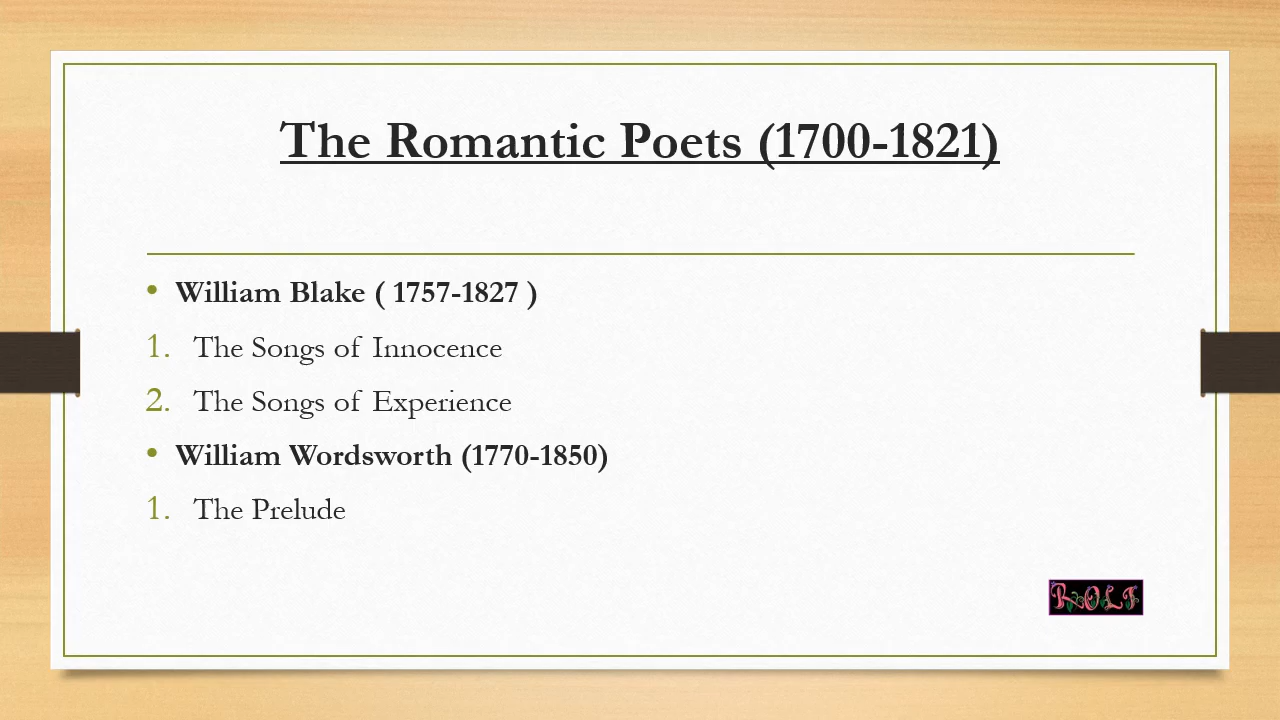 The Romantic Poets (1700-1821)
• William Blake ( 1757-1827 )
1. The Songs of Innocence
2. The Songs of Experience
• William Wordsworth (1770-1850)
1. The Prelude